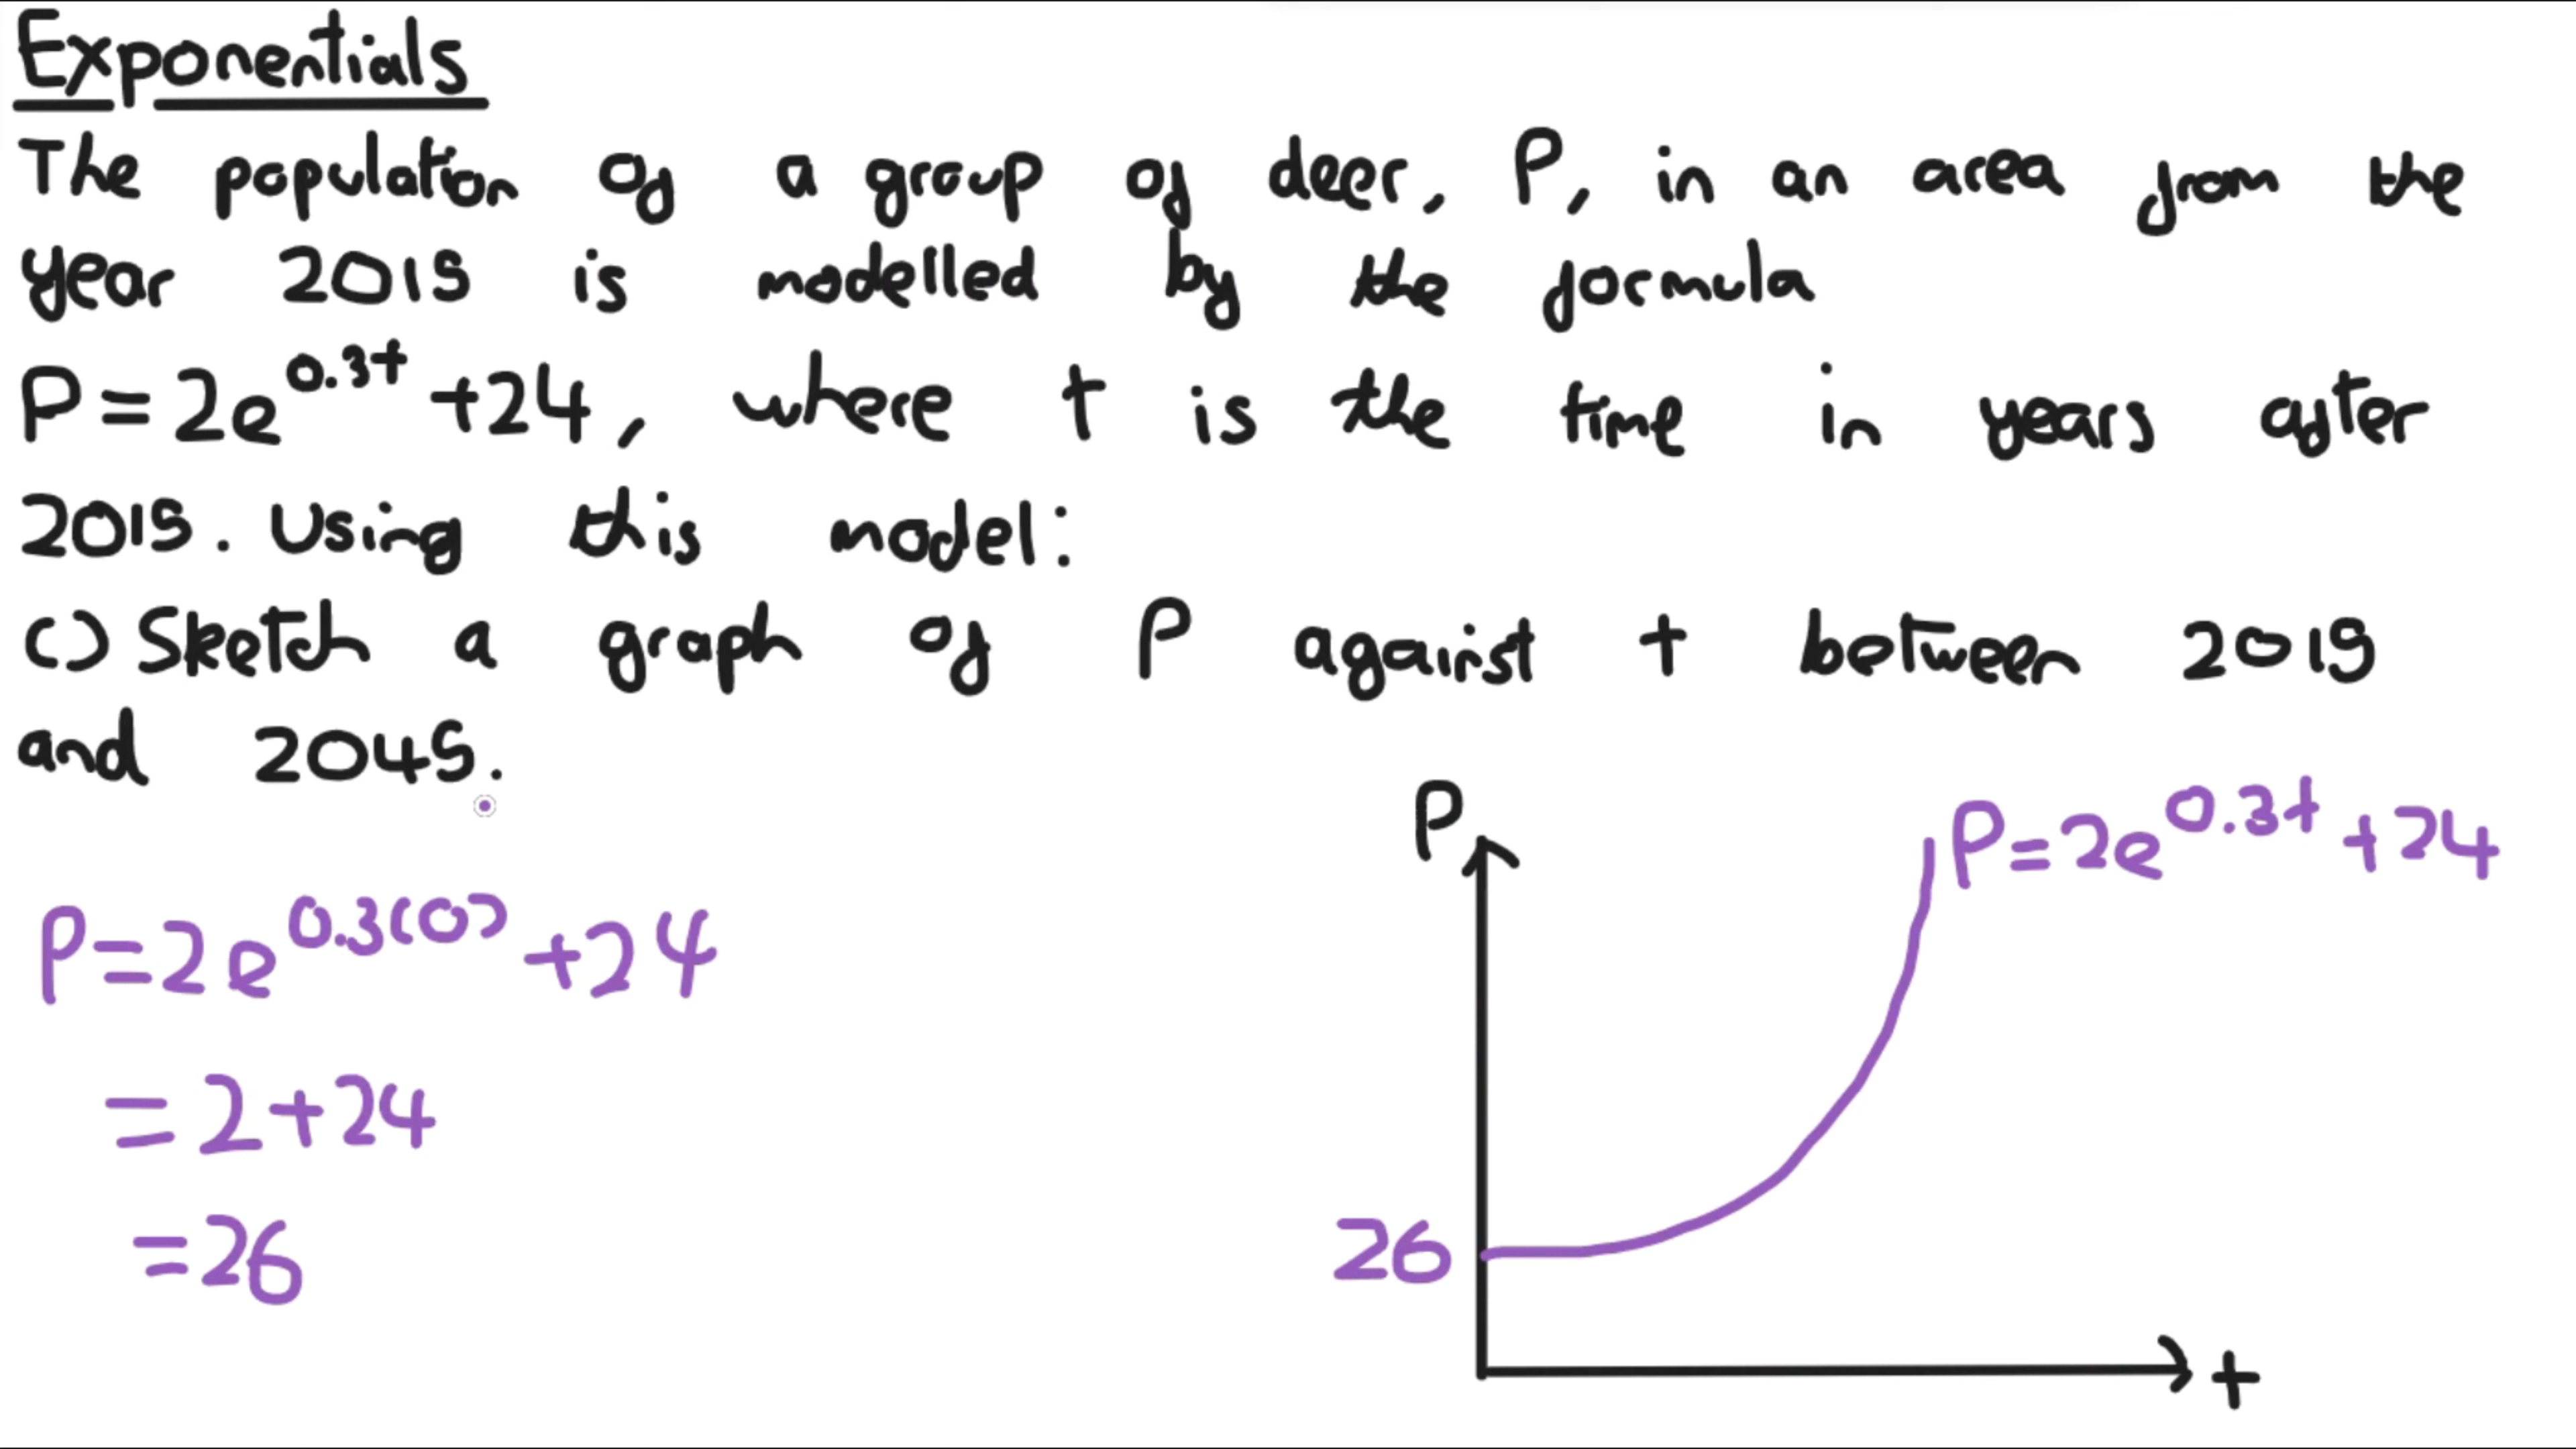 Exponentials
The population of a group of deer, P, in an area from the
year 2015 is modelled by the formula
P = 2e^0.3t + 24, where t is the time in years after
2015. Using this model:
c) Sketch a graph of P against t between 2015
and 2045.
P
P = 2e^0.3t + 24
P = 2e^0.3(0) + 24
= 2 + 24
= 26
26
t